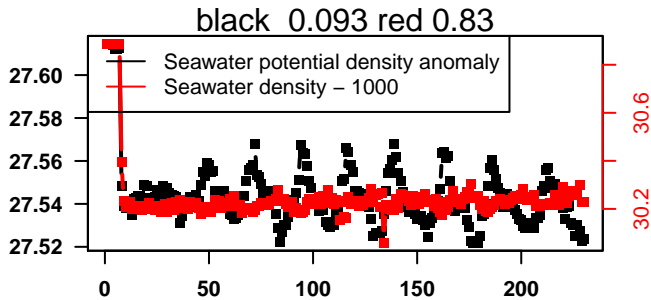 black  0.093 red 0.83
Seawater potential density anomaly
Seawater density – 1000
27.60
27.58
27.56
27.54
27.52
30.6
30.2
0 50 100 150 200